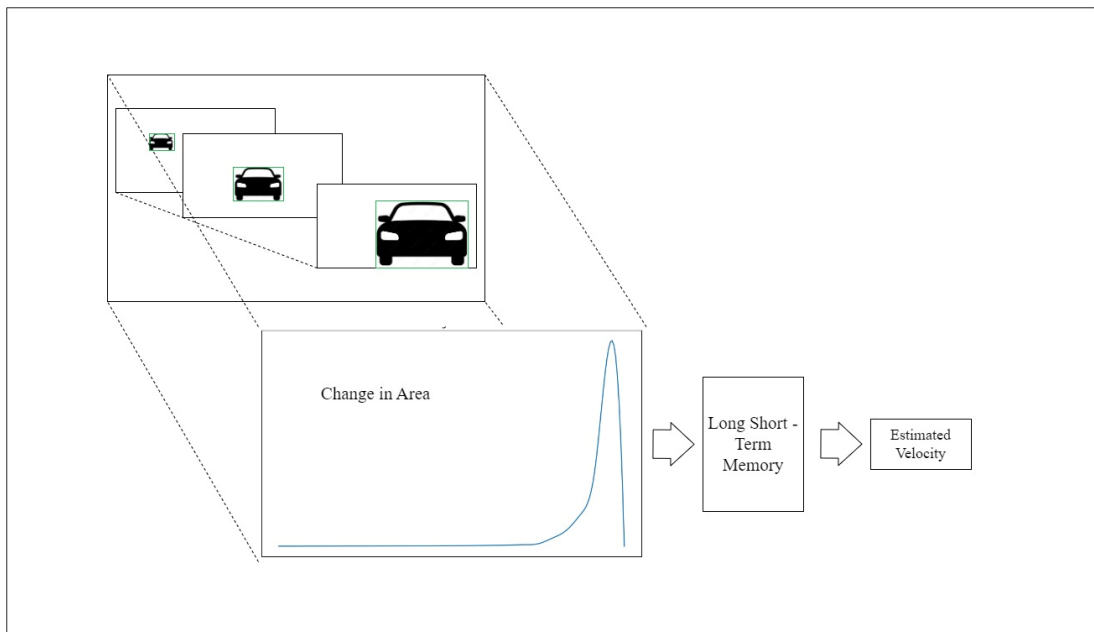 Change in Area
Long Short -
Term
Memory
Estimated
Velocity